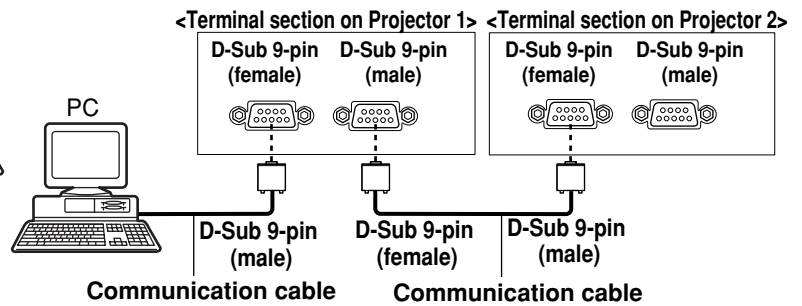 <Terminal section on Projector 1> <Terminal section on Projector 2>
D-Sub 9-pin D-Sub 9-pin D-Sub 9-pin D-Sub 9-pin
(female) (male) (female) (male)
PC
D-Sub 9-pin D-Sub 9-pin D-Sub 9-pin
(male) (female) (male)
Communication cable Communication cable